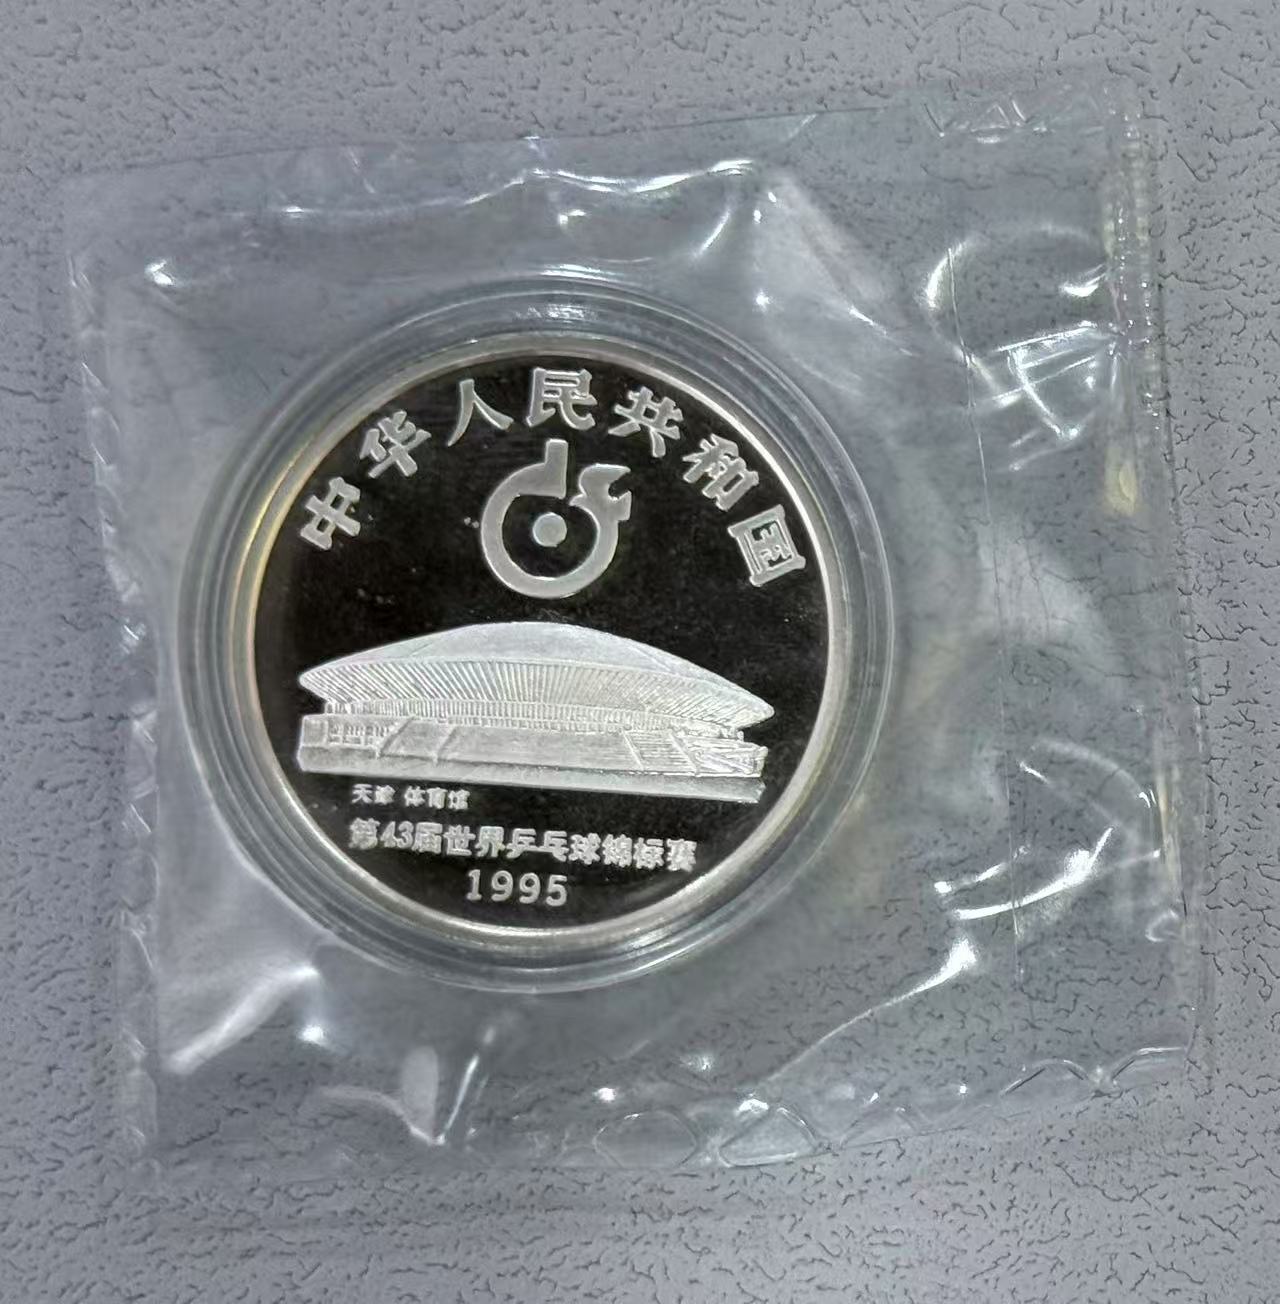 中华人民共和国
天津 体育馆
第43届世界乒乓球锦标赛
1995